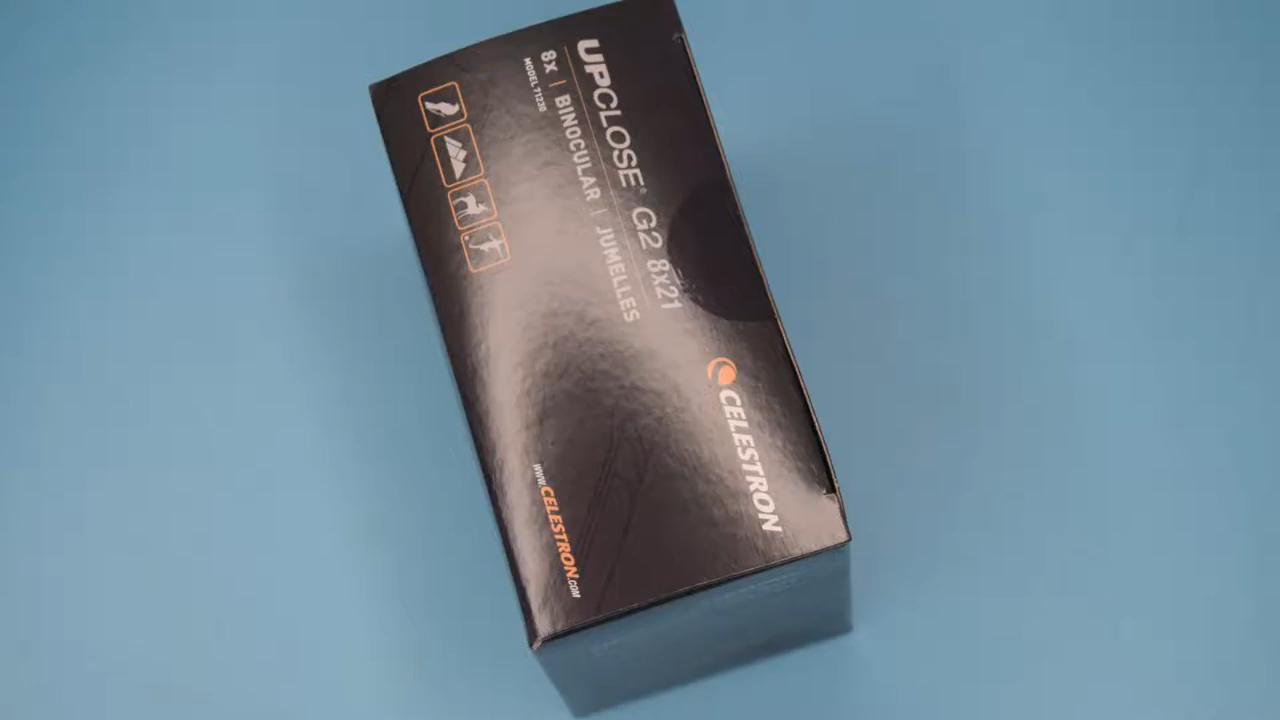 UPCLOSE® G2 8x21
8x | BINOCULAR | JUMELLES
MODEL 71230
CELESTRON
WWW.CELESTRON.COM